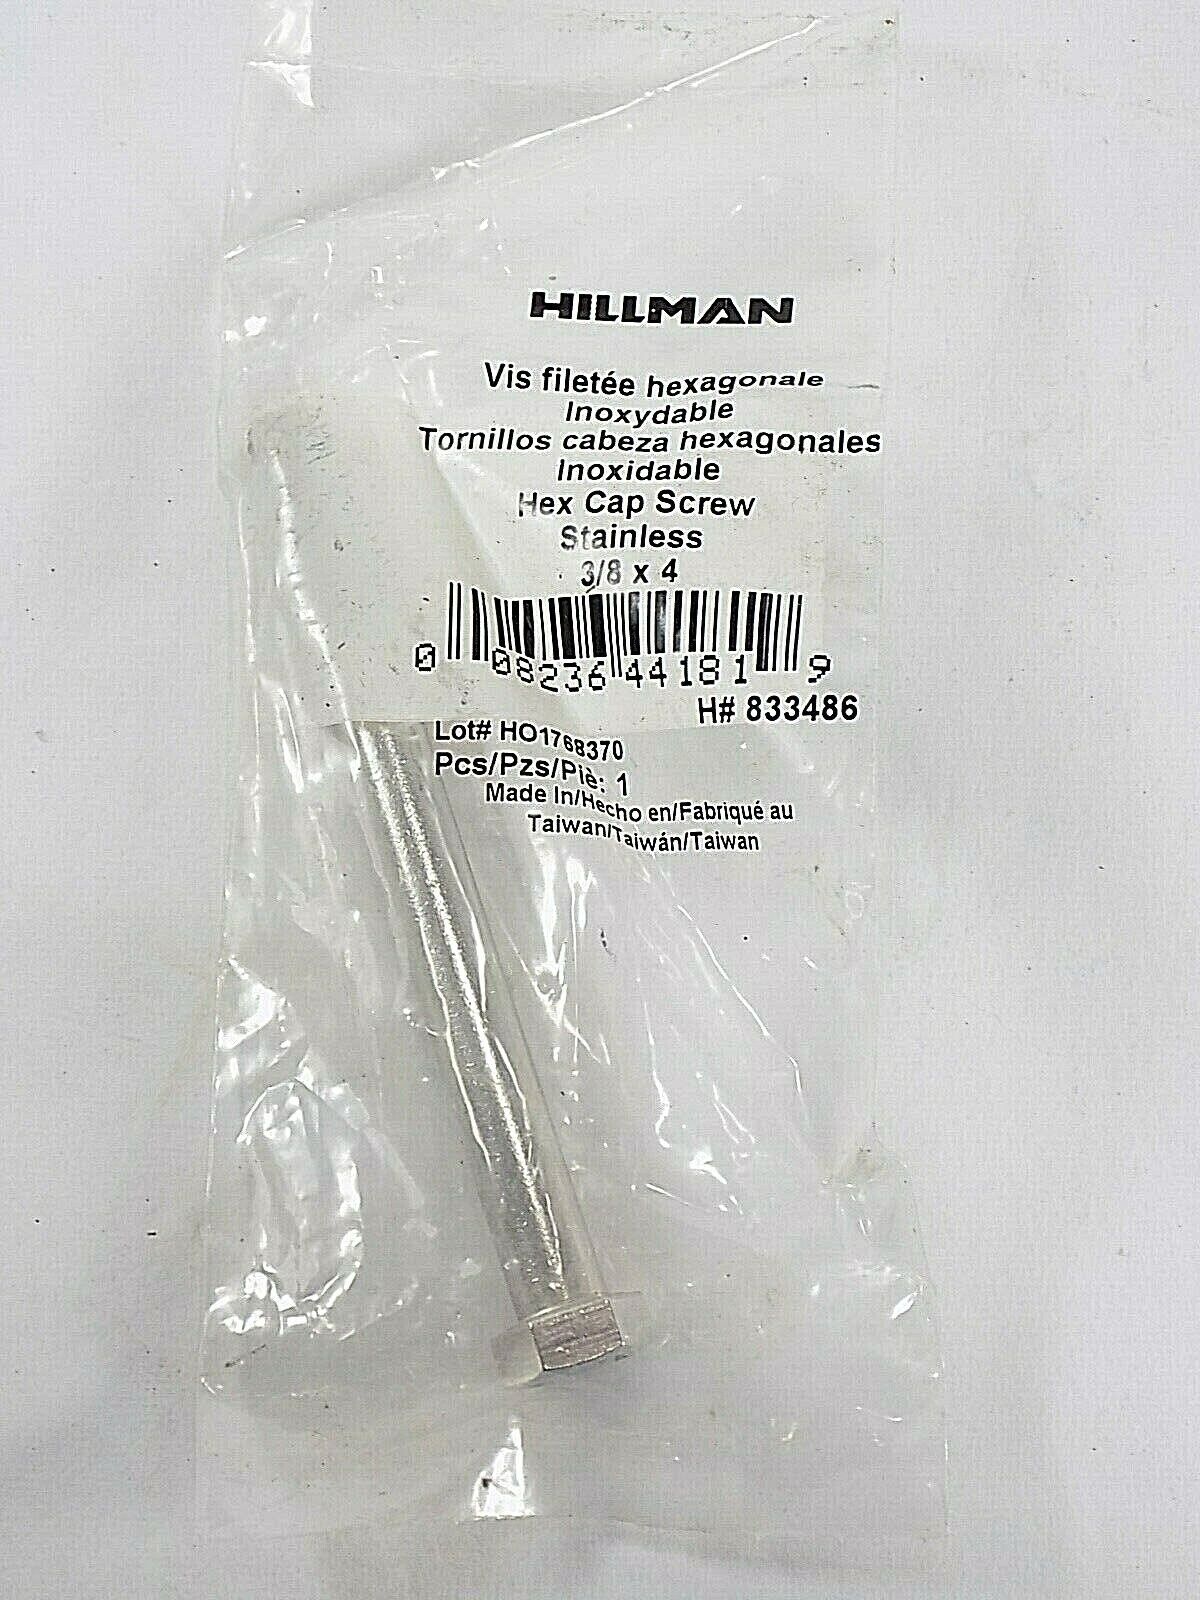 HILLMAN
Vis filetée hexagonale
Inoxydable
Tornillos cabeza hexagonales
Inoxidable
Hex Cap Screw
Stainless
3/8 x 4
0 08236 44181 9
H# 833486
Lot# HO1768370
Pcs/Pzs/Piè: 1
Made In/Hecho en/Fabriqué au
Taiwan/Taiwán/Taiwan